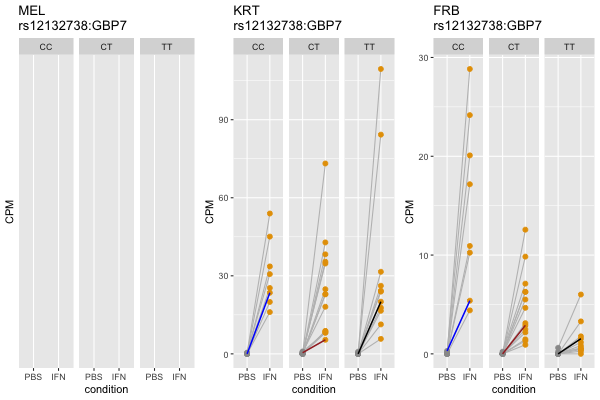 MEL
rs12132738:GBP7
CC CT TT
CPM
PBS IFN PBS IFN PBS IFN
condition
KRT
rs12132738:GBP7
CC CT TT
90
60
30
0
CPM
PBS IFN PBS IFN PBS IFN
condition
FRB
rs12132738:GBP7
CC CT TT
30
20
10
0
CPM
PBS IFN PBS IFN PBS IFN
condition